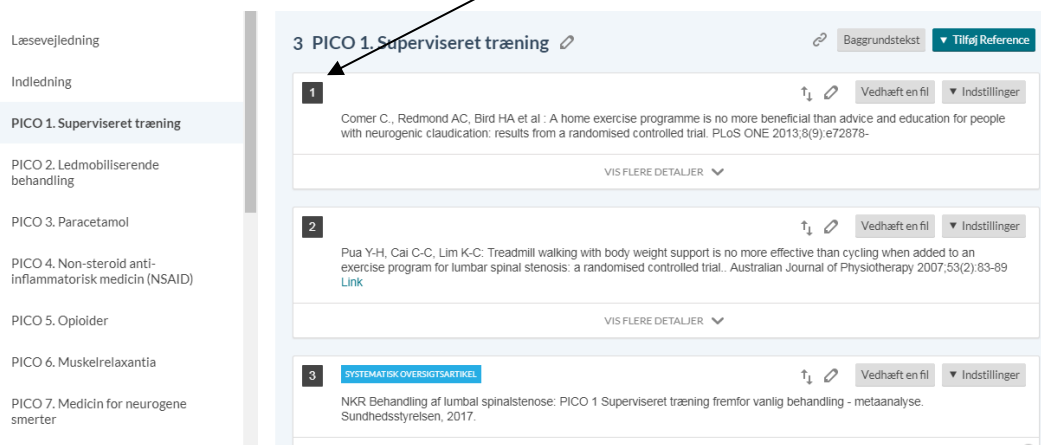 Læsevejledning
Indledning
PICO 1. Superviseret træning
PICO 2. Ledmobiliserende
behandling
PICO 3. Paracetamol
PICO 4. Non-steroid anti-
inflammatorisk medicin (NSAID)
PICO 5. Opioider
PICO 6. Muskelrelaxantia
PICO 7. Medicin for neurogene
smerter
3 PICO 1. Superviseret træning
Baggrundstekst
▼ Tilføj Reference
1
Vedhæft en fil
▼ Indstillinger
Comer C., Redmond AC, Bird HA et al : A home exercise programme is no more beneficial than advice and education for people
with neurogenic claudication: results from a randomised controlled trial. PLoS ONE 2013;8(9):e72878-
VIS FLERE DETALJER
2
Vedhæft en fil
▼ Indstillinger
Pua Y-H, Cai C-C, Lim K-C: Treadmill walking with body weight support is no more effective than cycling when added to an
exercise program for lumbar spinal stenosis: a randomised controlled trial.. Australian Journal of Physiotherapy 2007;53(2):83-89
Link
VIS FLERE DETALJER
3
SYSTEMATISK OVERSIGTSARTIKEL
Vedhæft en fil
▼ Indstillinger
NKR Behandling af lumbal spinalstenose: PICO 1 Superviseret træning fremfor vanlig behandling - metaanalyse.
Sundhedsstyrelsen, 2017.